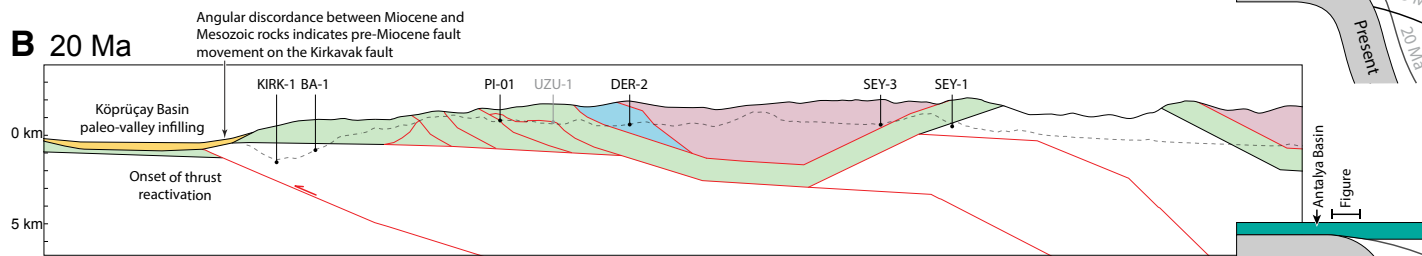 Angular discordance between Miocene and
Mesozoic rocks indicates pre-Miocene fault
movement on the Kirkavak fault
B 20 Ma
KIRK-1 BA-1 PI-01 UZU-1 DER-2 SEY-3 SEY-1
Köprüçay Basin
paleo-valley infilling
0 km
Onset of thrust
reactivation
5 km
Present
20 Ma
Antalya Basin
Figure